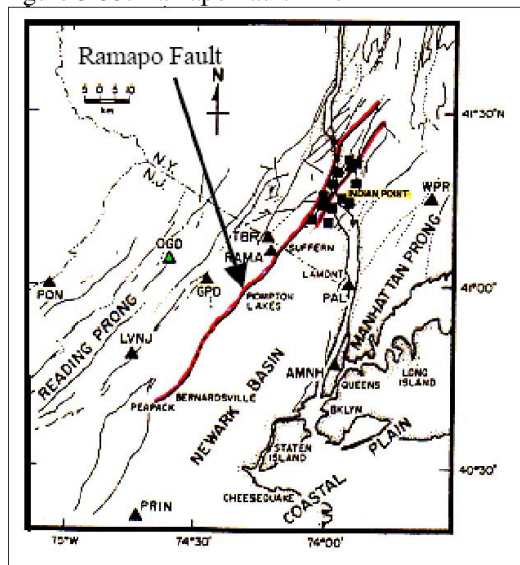 Ramapo Fault
N
5 0 5 10
km
41°30'N
N.Y.
N.J.
INDIAN POINT
WPR
TBR
RAMA
SUFFERN
OGD
GPD
LAMONT
PAL
41°00'
PON
POMPTON
LAKES
MANHATTAN PRONG
READING PRONG
LVNJ
AMNH
QUEENS
LONG
ISLAND
BERNARDSVILLE
PEAPACK
NEWARK BASIN
BKLYN
STATEN
ISLAND
COASTAL PLAIN
40°30'
CHEESEQUAKE
PRIN
75°W
74°30'
74°00'